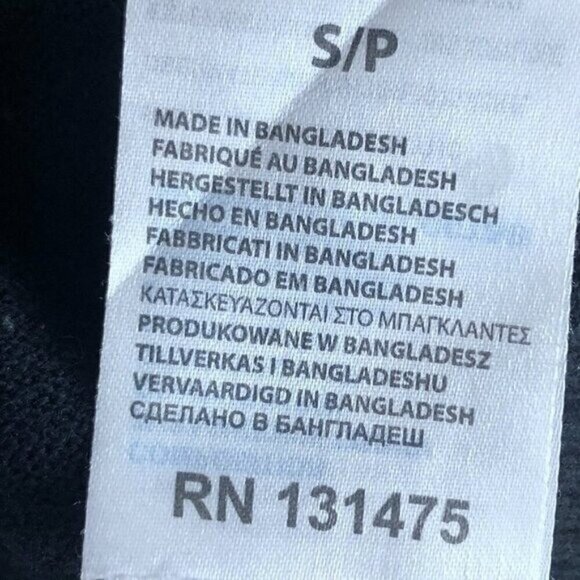 S/P
MADE IN BANGLADESH
FABRIQUÉ AU BANGLADESH
HERGESTELLT IN BANGLADESCH
HECHO EN BANGLADESH
FABBRICATI IN BANGLADESH
FABRICADO EM BANGLADESH
ΚΑΤΑΣΚΕΥΑΖΟΝΤΑΙ ΣΤΟ ΜΠΑΓΚΛΑΝΤΕΣ
PRODUKOWANE W BANGLADESZ
TILLVERKAS I BANGLADESHU
VERVAARDIGD IN BANGLADESH
СДЕЛАНО В БАНГЛАДЕШ
RN 131475